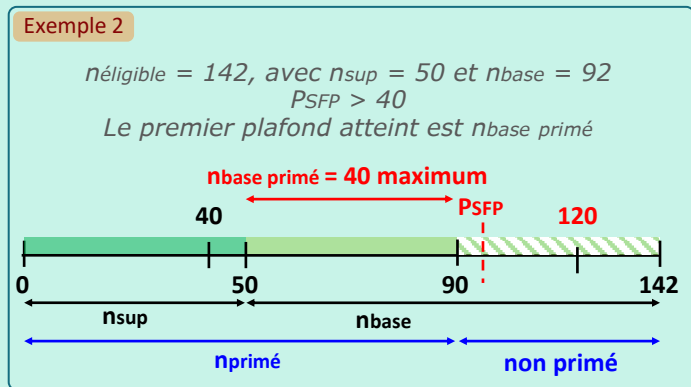 Exemple 2
néligible = 142, avec nsup = 50 et nbase = 92
PSFP > 40
Le premier plafond atteint est nbase primé
nbase primé = 40 maximum
40
PSFP
120
0
50
90
142
nsup
nbase
nprimé
non primé